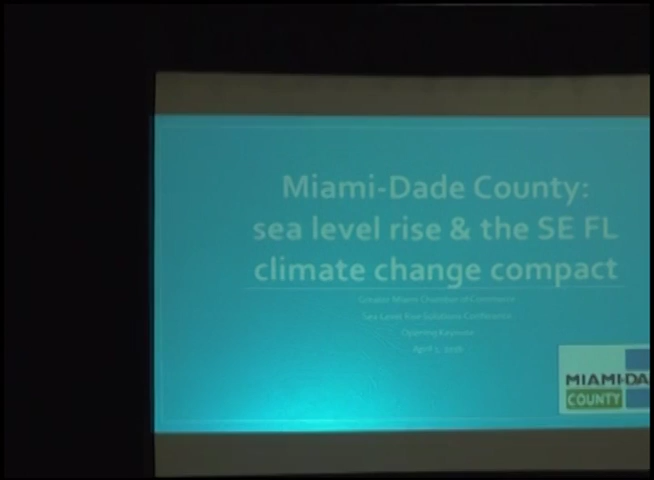 Miami-Dade County:
sea level rise & the SE FL
climate change compact
Greater Miami Chamber of Commerce
Sea Level Rise Solutions Conference
Opening Keynote
April
MIAMI-DA
COUNTY